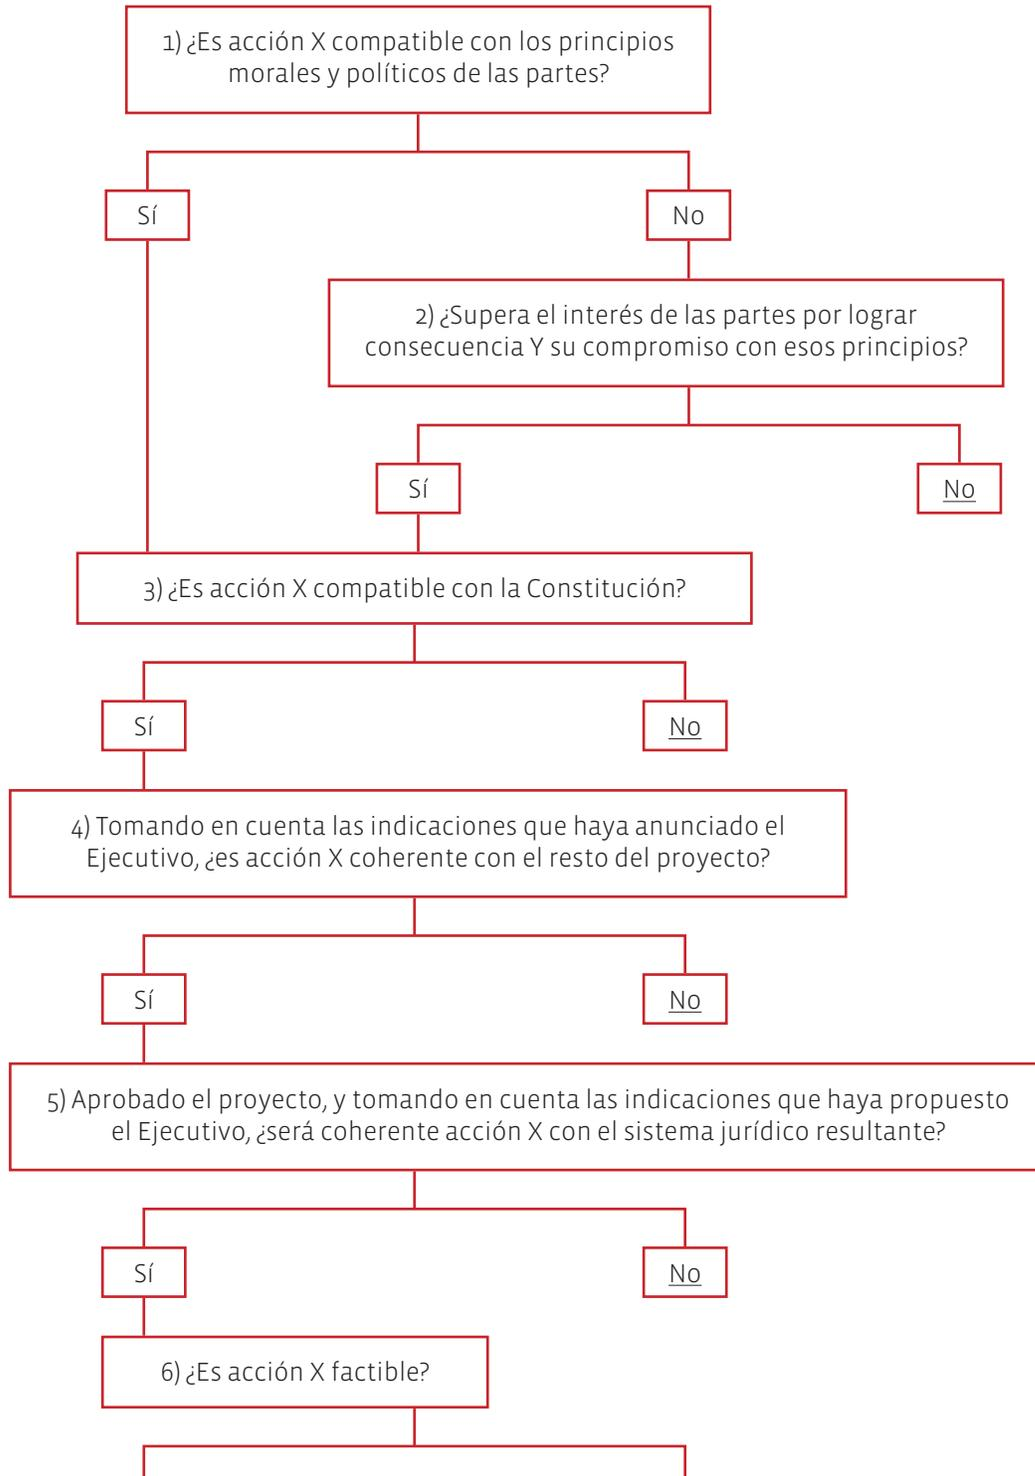 1) ¿Es acción X compatible con los principios
morales y políticos de las partes?
Sí
No
2) ¿Supera el interés de las partes por lograr
consecuencia Y su compromiso con esos principios?
Sí
No
3) ¿Es acción X compatible con la Constitución?
Sí
No
4) Tomando en cuenta las indicaciones que haya anunciado el
Ejecutivo, ¿es acción X coherente con el resto del proyecto?
Sí
No
5) Aprobado el proyecto, y tomando en cuenta las indicaciones que haya propuesto
el Ejecutivo, ¿será coherente acción X con el sistema jurídico resultante?
Sí
No
6) ¿Es acción X factible?